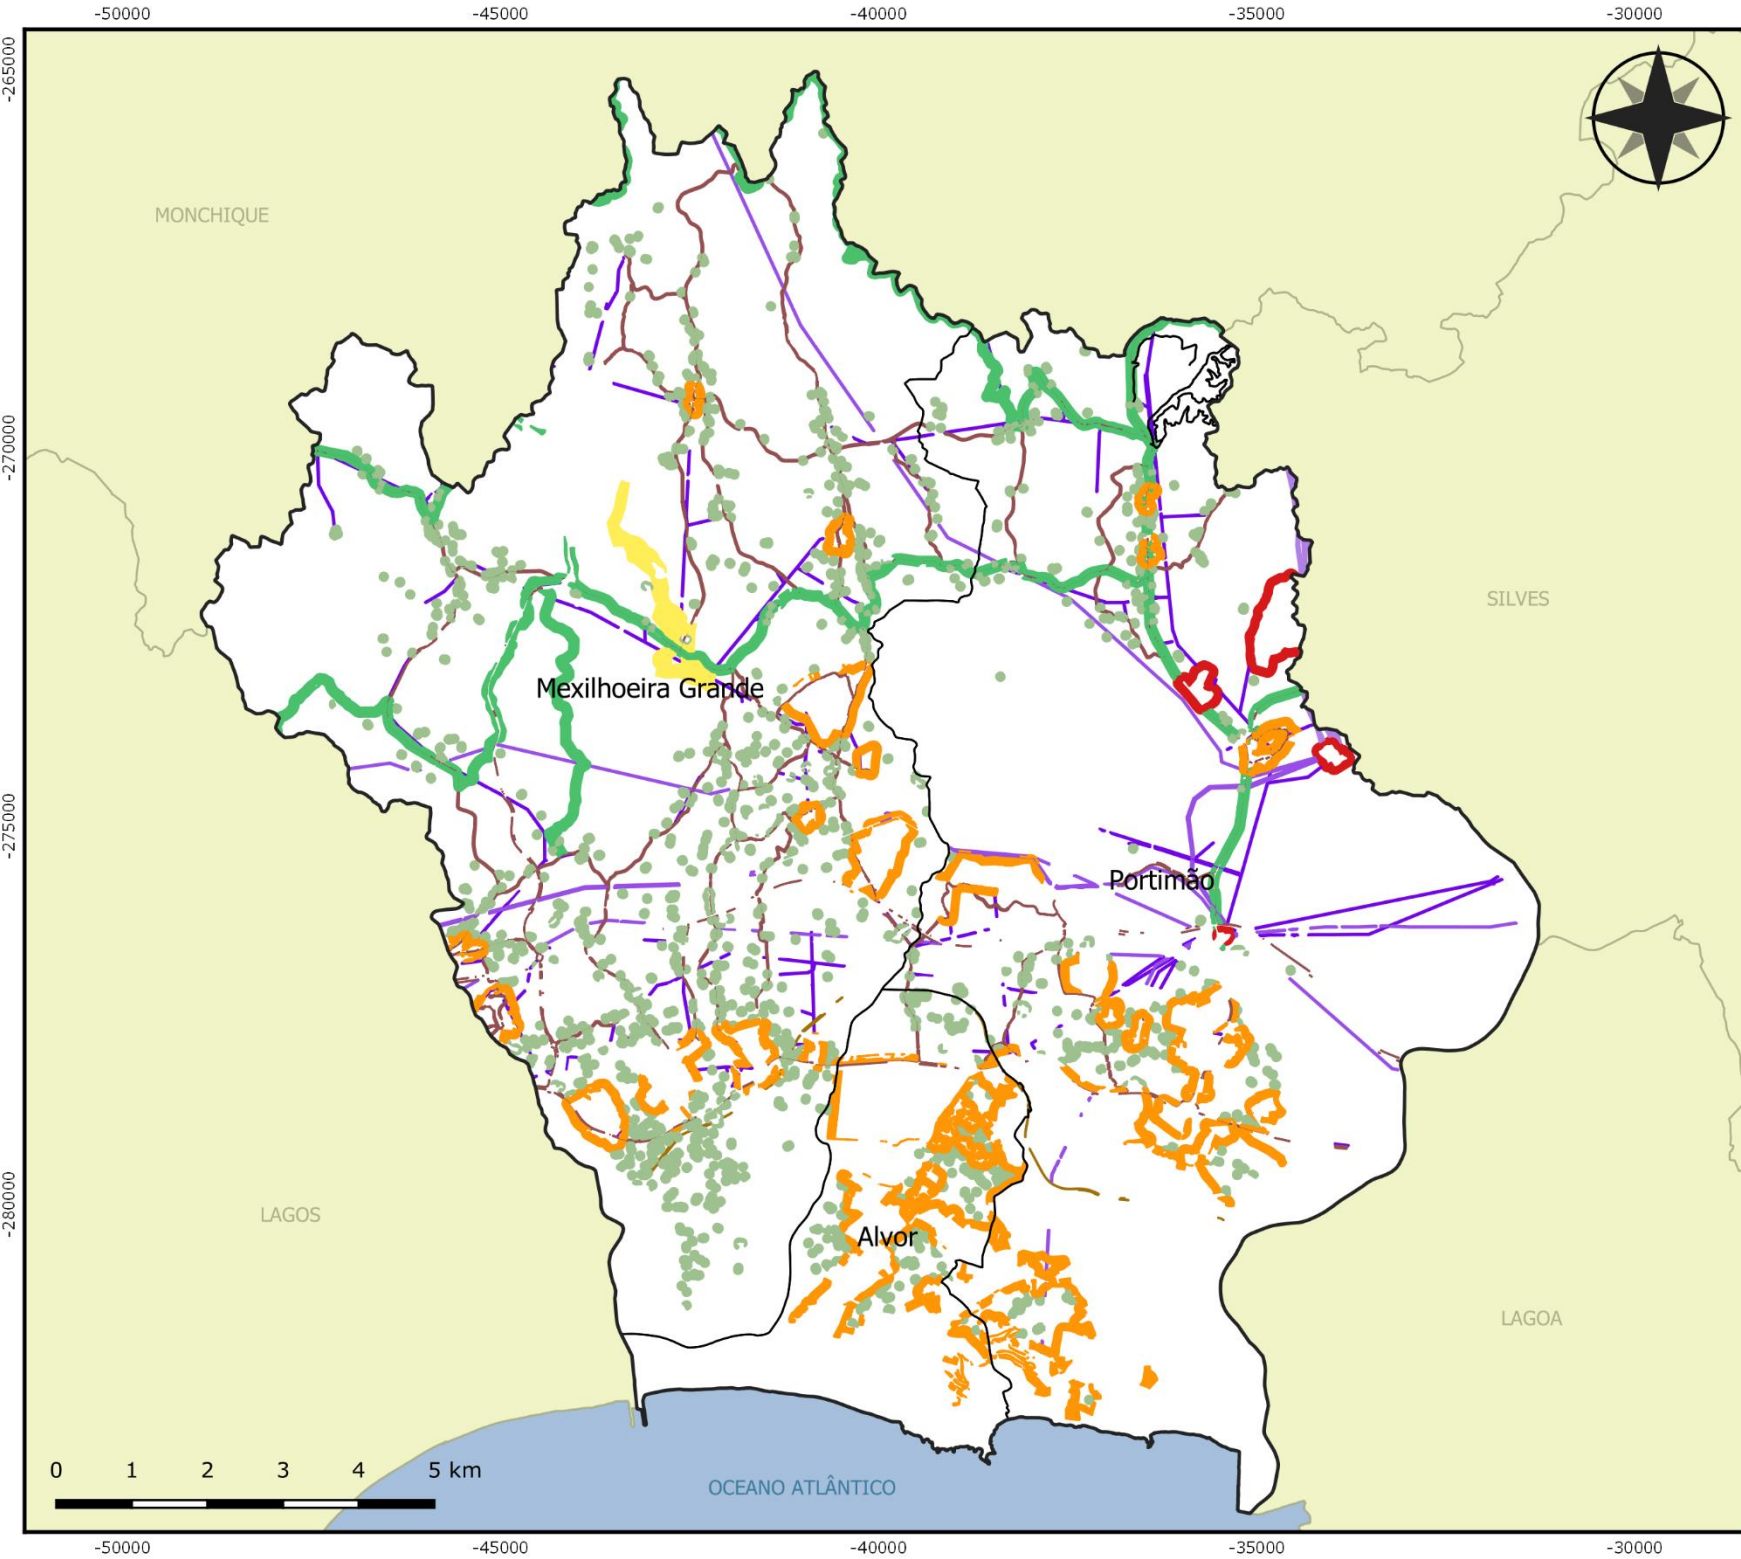 -50000 -45000 -40000 -35000 -30000
-265000
MONCHIQUE
-270000
SILVES
Mexilhoeira Grande
-275000
Portimão
-280000
LAGOS
Alvor
LAGOA
0 1 2 3 4 5 km
OCEANO ATLÂNTICO
-50000 -45000 -40000 -35000 -30000